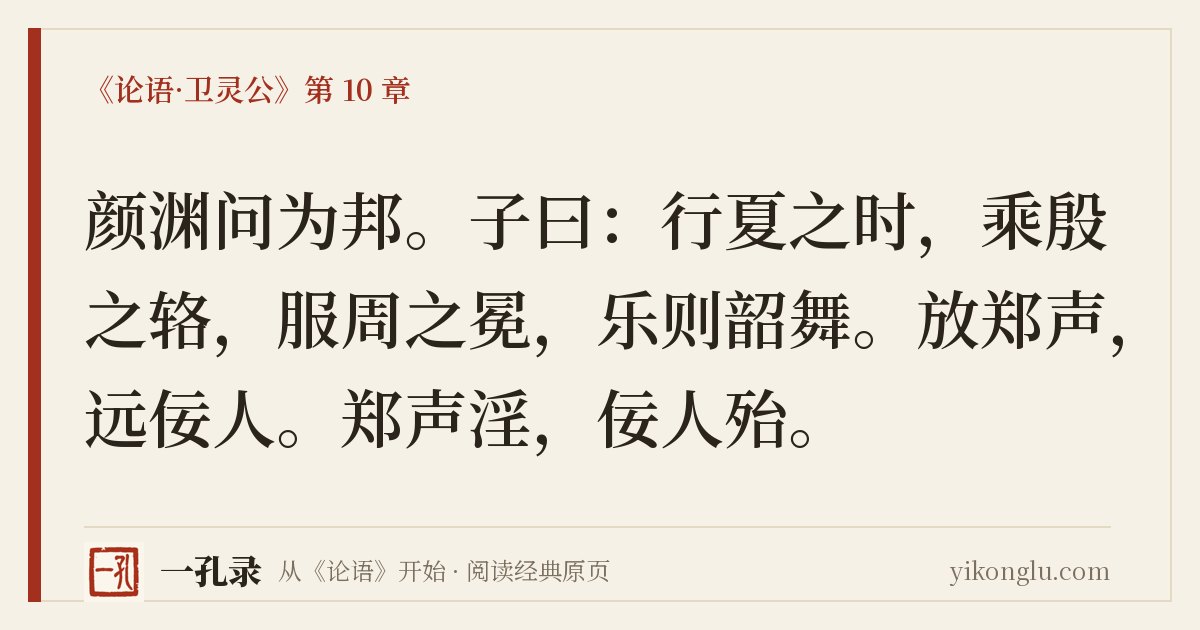 《论语·卫灵公》第 10 章
颜渊问为邦。子曰：行夏之时，乘殷
之辂，服周之冕，乐则韶舞。放郑声，
远佞人。郑声淫，佞人殆。
一孔
一孔录 从《论语》开始 · 阅读经典原页 yikonglu.com